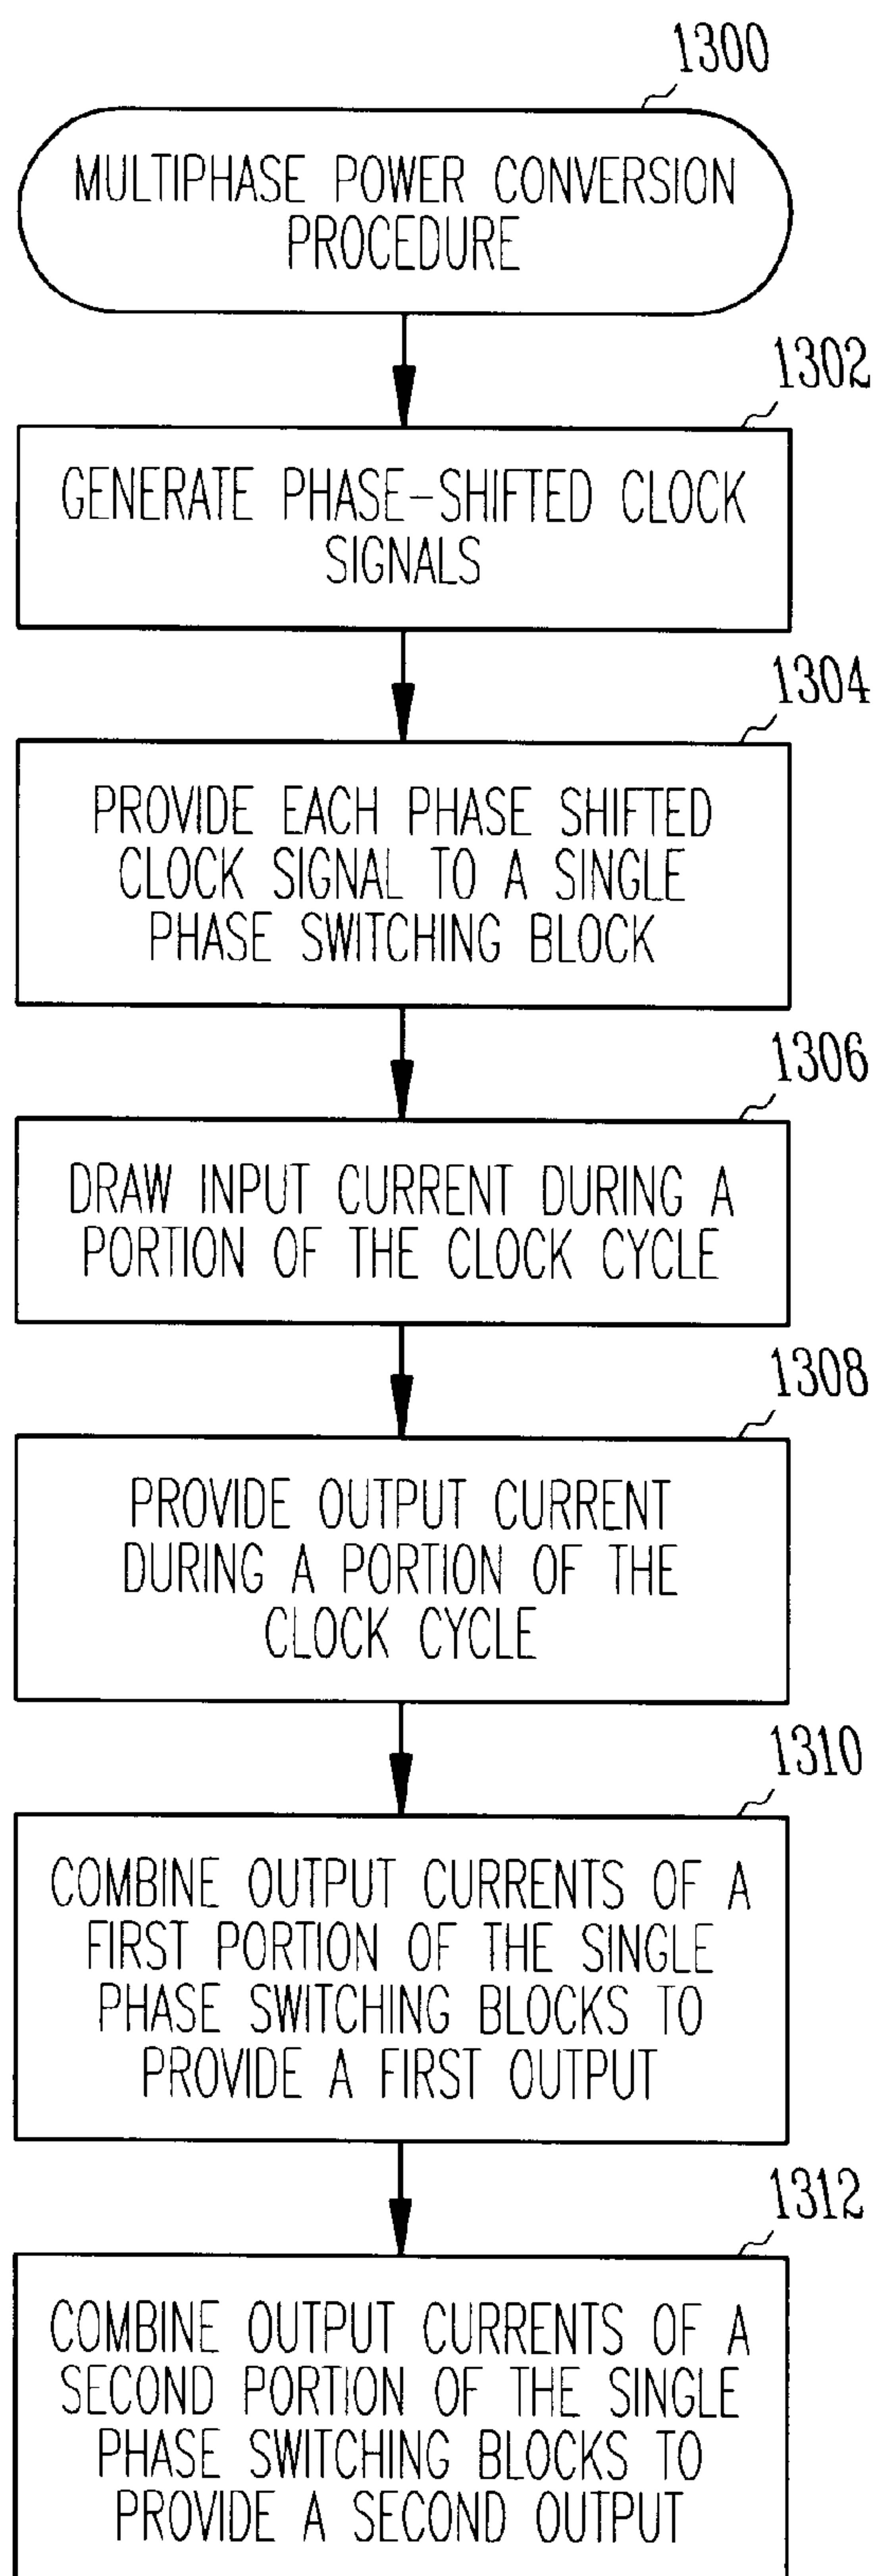 1300
MULTIPHASE POWER CONVERSION
PROCEDURE
1302
GENERATE PHASE-SHIFTED CLOCK
SIGNALS
1304
PROVIDE EACH PHASE SHIFTED
CLOCK SIGNAL TO A SINGLE
PHASE SWITCHING BLOCK
1306
DRAW INPUT CURRENT DURING A
PORTION OF THE CLOCK CYCLE
1308
PROVIDE OUTPUT CURRENT
DURING A PORTION OF THE
CLOCK CYCLE
1310
COMBINE OUTPUT CURRENTS OF A
FIRST PORTION OF THE SINGLE
PHASE SWITCHING BLOCKS TO
PROVIDE A FIRST OUTPUT
1312
COMBINE OUTPUT CURRENTS OF A
SECOND PORTION OF THE SINGLE
PHASE SWITCHING BLOCKS TO
PROVIDE A SECOND OUTPUT